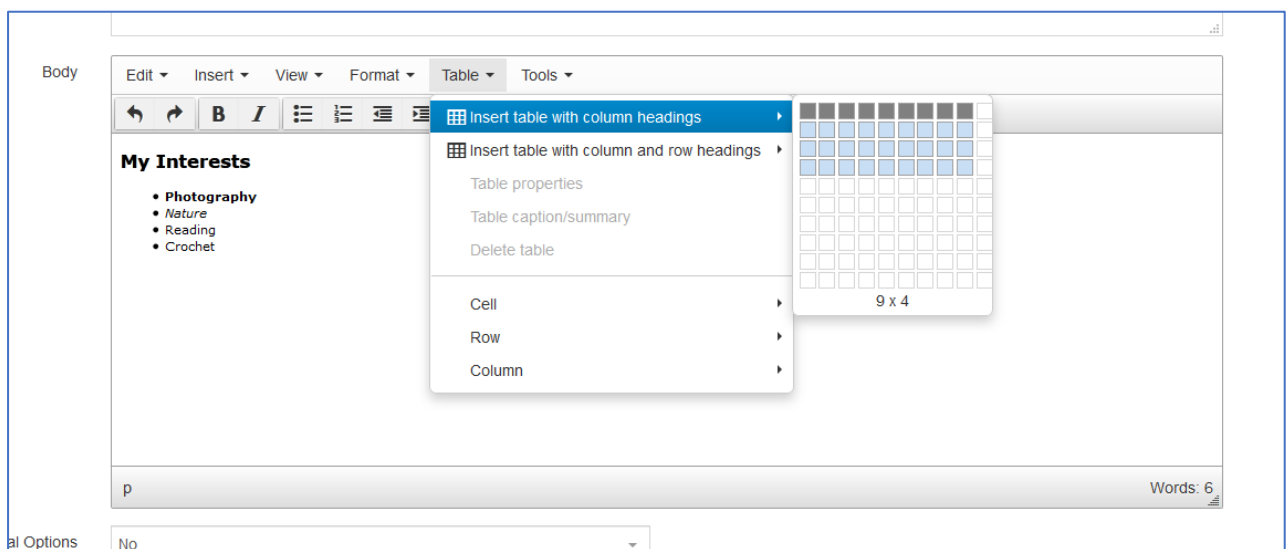 Body
Edit Insert View Format Table Tools
B I
Insert table with column headings
My Interests
Insert table with column and row headings
Photography
Table properties
Nature
Table caption/summary
Reading
Crochet
Delete table
Cell
9 x 4
Row
Column
p Words: 6
al Options No